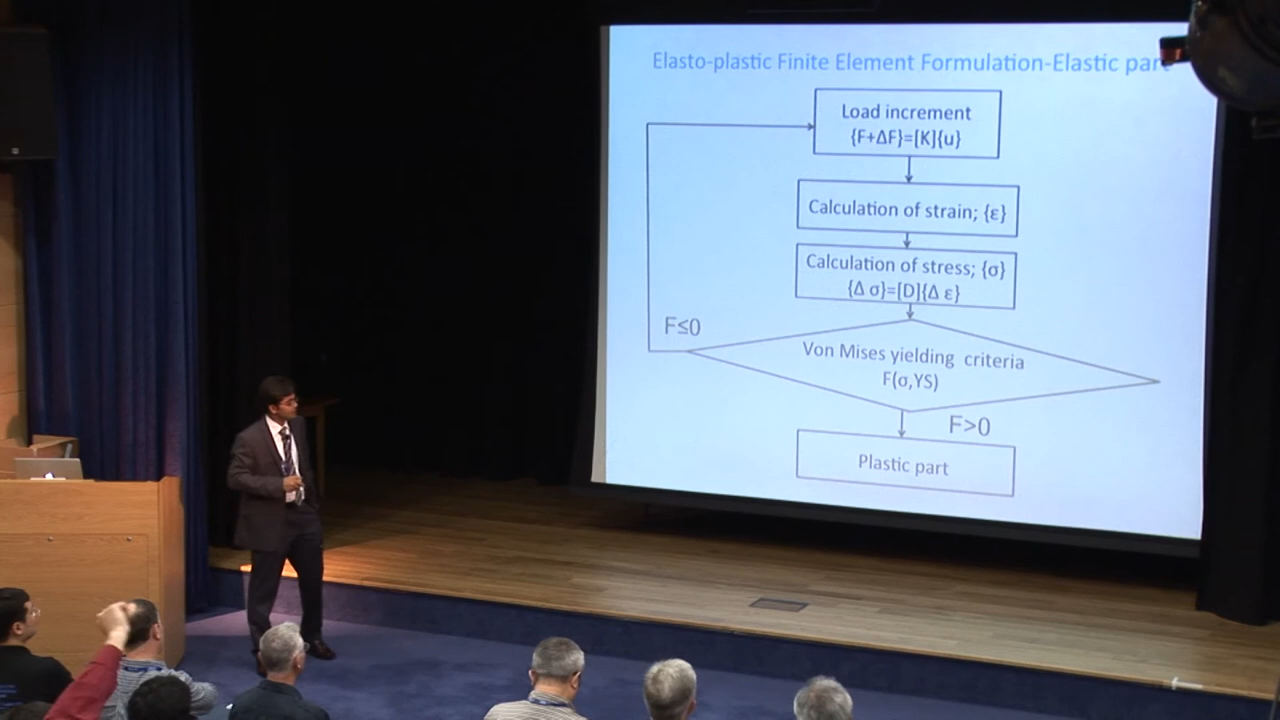 Elasto-plastic Finite Element Formulation-Elastic part
Load increment
{F+ΔF}=[K]{u}
Calculation of strain; {ε}
Calculation of stress; {σ}
{Δ σ}=[D]{Δ ε}
F≤0
Von Mises yielding criteria
F(σ,YS)
F>0
Plastic part